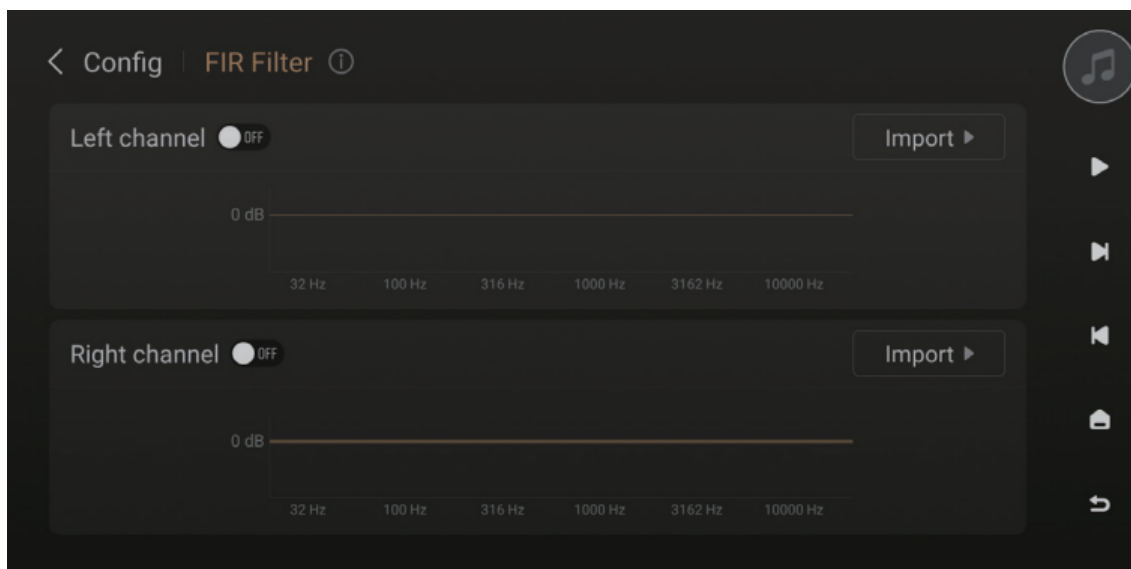 Config FIR Filter
Left channel OFF Import
0 dB
32 Hz 100 Hz 316 Hz 1000 Hz 3162 Hz 10000 Hz
Right channel OFF Import
0 dB
32 Hz 100 Hz 316 Hz 1000 Hz 3162 Hz 10000 Hz